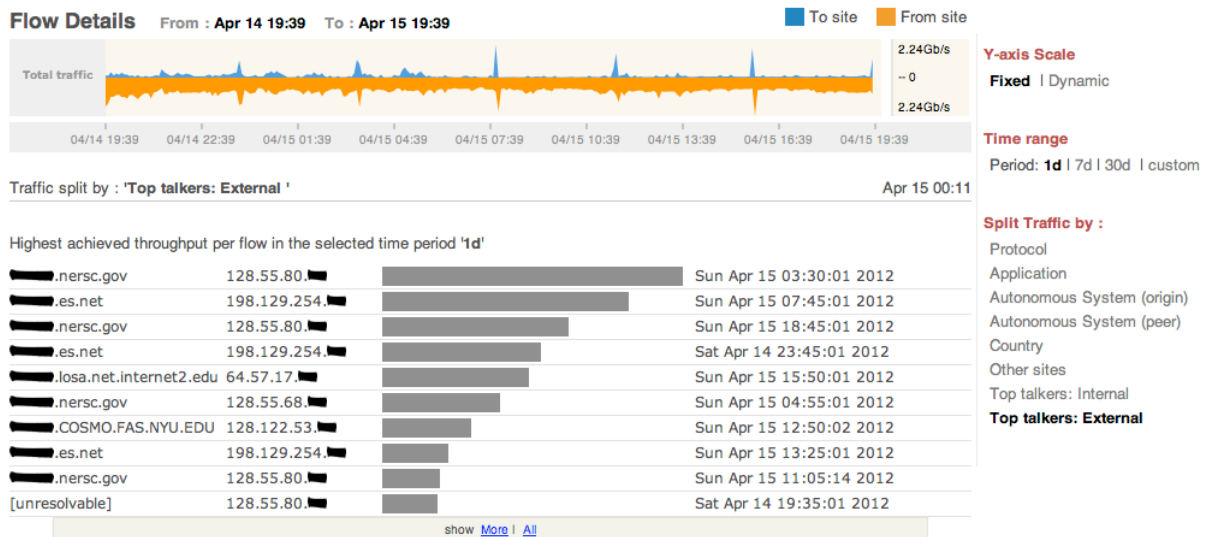 Flow Details From : Apr 14 19:39 To : Apr 15 19:39 To site From site
Total traffic
2.24Gb/s
-- 0
2.24Gb/s
04/14 19:39 04/14 22:39 04/15 01:39 04/15 04:39 04/15 07:39 04/15 10:39 04/15 13:39 04/15 16:39 04/15 19:39
Traffic split by : 'Top talkers: External ' Apr 15 00:11
Highest achieved throughput per flow in the selected time period '1d'
.nersc.gov 128.55.80. Sun Apr 15 03:30:01 2012
.es.net 198.129.254. Sun Apr 15 07:45:01 2012
.nersc.gov 128.55.80. Sun Apr 15 18:45:01 2012
.es.net 198.129.254. Sat Apr 14 23:45:01 2012
.losa.net.internet2.edu 64.57.17. Sun Apr 15 15:50:01 2012
.nersc.gov 128.55.68. Sun Apr 15 04:55:01 2012
.COSMO.FAS.NYU.EDU 128.122.53. Sun Apr 15 12:50:02 2012
.es.net 198.129.254. Sun Apr 15 13:25:01 2012
.nersc.gov 128.55.80. Sun Apr 15 11:05:14 2012
[unresolvable] 128.55.80. Sat Apr 14 19:35:01 2012
show More | All
Y-axis Scale
Fixed | Dynamic
Time range
Period: 1d | 7d | 30d | custom
Split Traffic by :
Protocol
Application
Autonomous System (origin)
Autonomous System (peer)
Country
Other sites
Top talkers: Internal
Top talkers: External